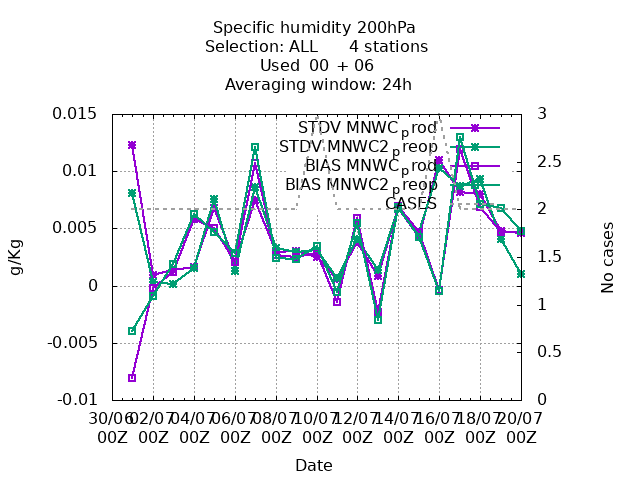 Specific humidity 200hPa
Selection: ALL 4 stations
Used 00 + 06
Averaging window: 24h
0.015 3
STDV MNWC_prod
STDV MNWC2_preop
2.5
0.01
BIAS MNWC_prod
BIAS MNWC2_preop
CASES
2
0.005
g/Kg
1.5
No cases
0
1
-0.005
0.5
-0.01 0
30/06 02/07 04/07 06/07 08/07 10/07 12/07 14/07 16/07 18/07 20/07
00Z 00Z 00Z 00Z 00Z 00Z 00Z 00Z 00Z 00Z 00Z
Date